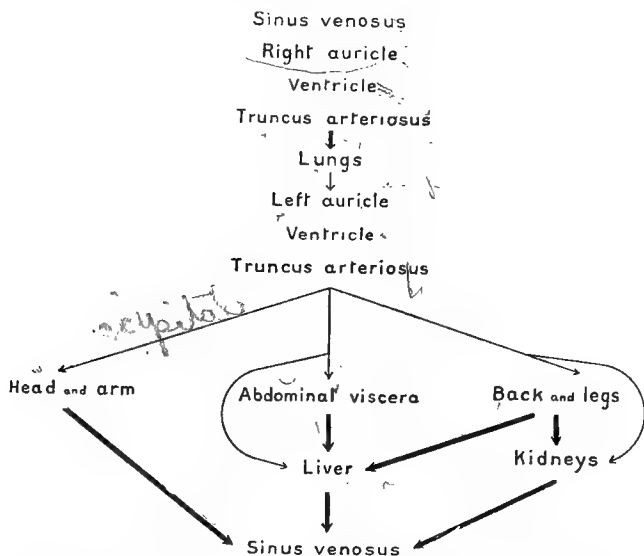 Sinus venosus
Right auricle
Ventricle
Truncus arteriosus
Lungs
Left auricle
Ventricle
Truncus arteriosus
Head and arm
Abdominal viscera
Back and legs
Liver
Kidneys
Sinus venosus